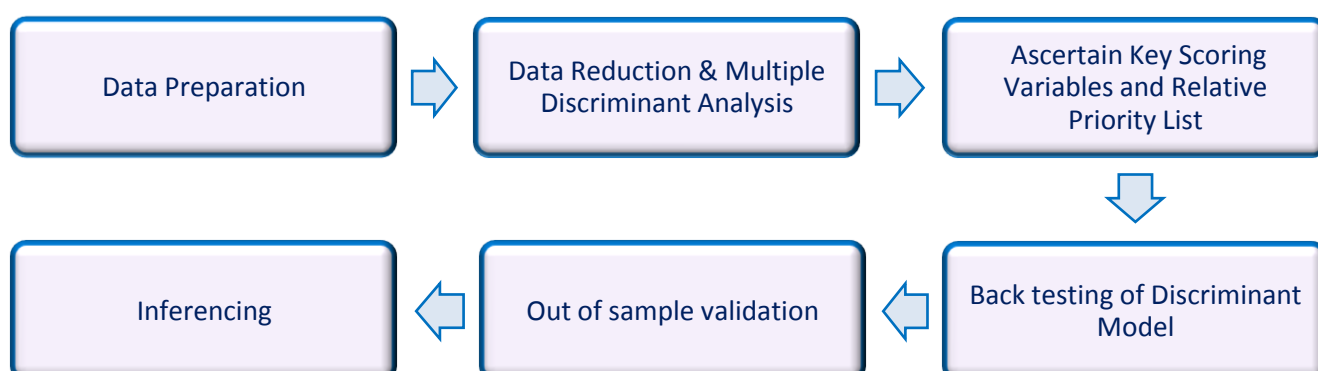 Data Preparation
Data Reduction & Multiple
Discriminant Analysis
Ascertain Key Scoring
Variables and Relative
Priority List
Back testing of Discriminant
Model
Out of sample validation
Inferencing